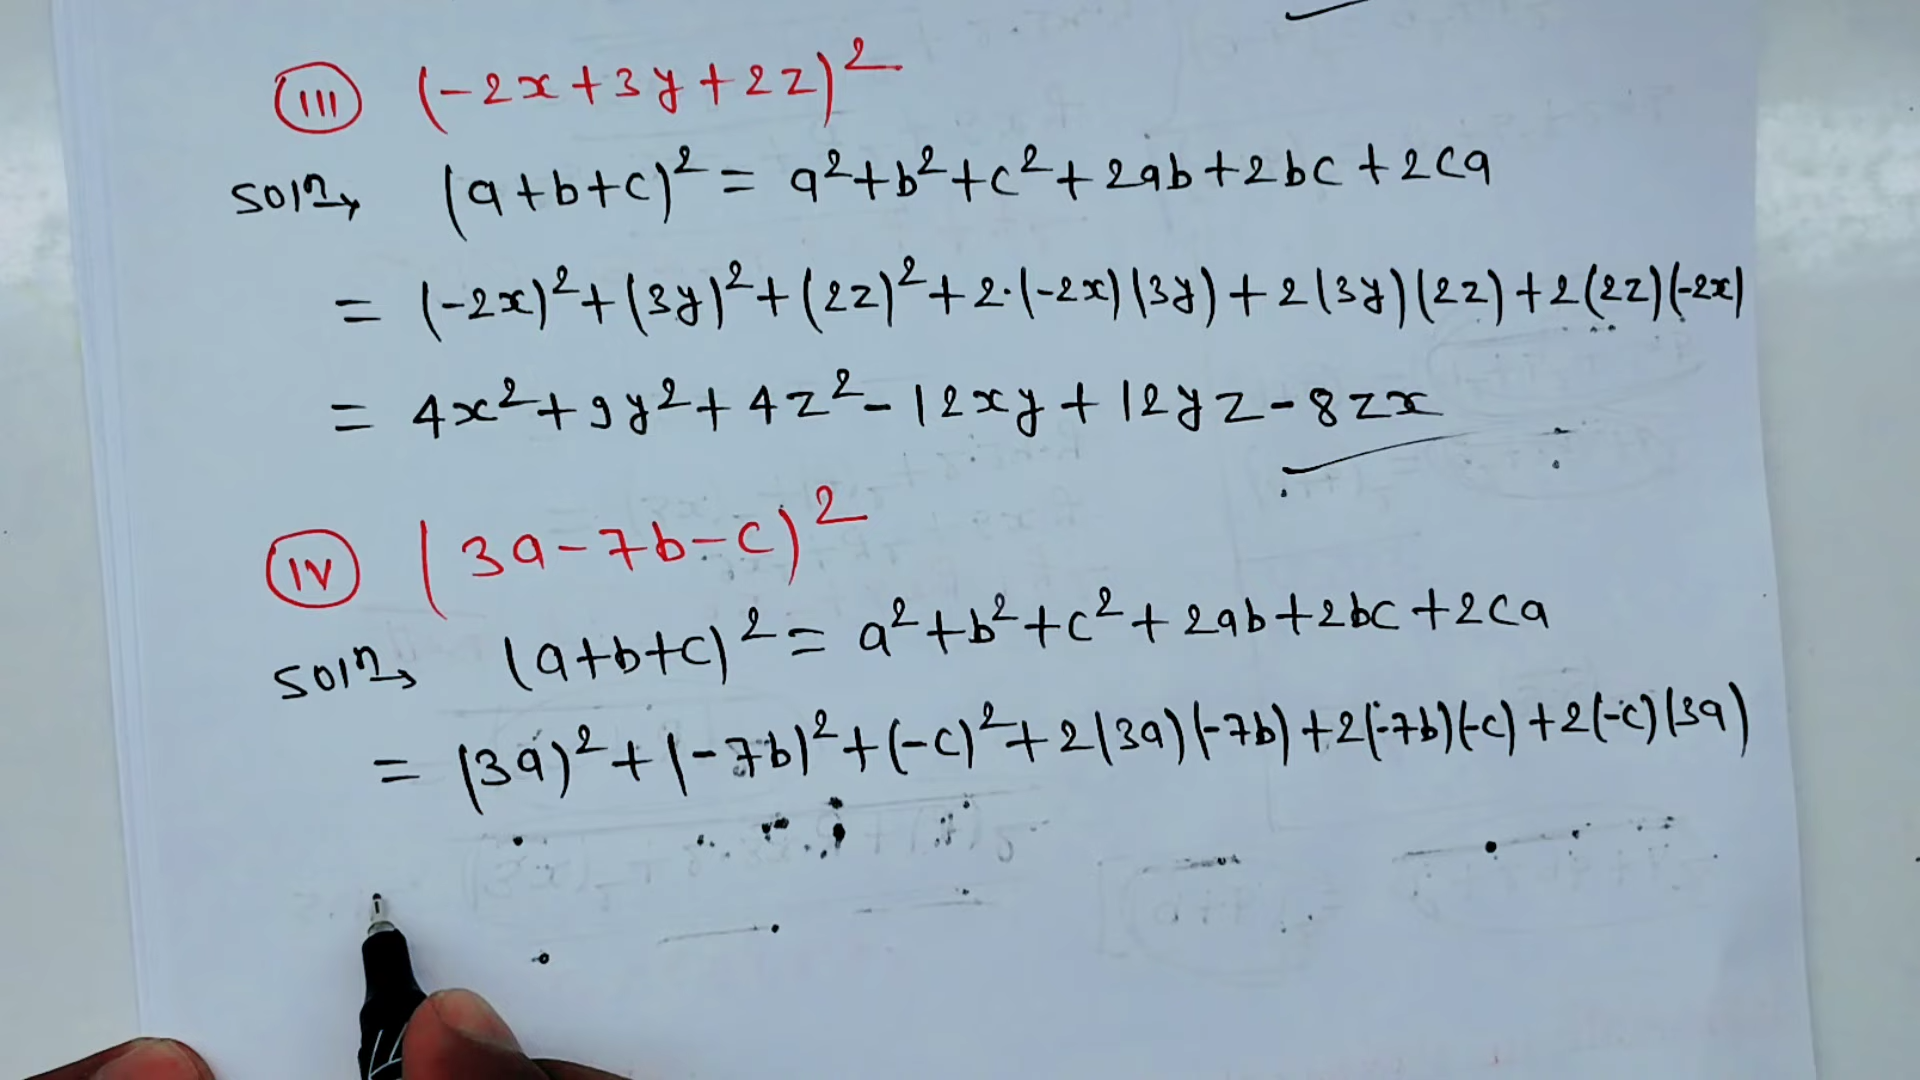 (iii) (-2x+3y+2z)²
Soln→ (a+b+c)² = a²+b²+c²+2ab+2bc+2ca
= (-2x)²+(3y)²+(2z)²+2·(-2x)(3y)+2(3y)(2z)+2(2z)(-2x)
= 4x²+9y²+4z²-12xy+12yz-8zx
(iv) (3a-7b-c)²
Soln→ (a+b+c)² = a²+b²+c²+2ab+2bc+2ca
= (3a)²+(-7b)²+(-c)²+2(3a)(-7b)+2(-7b)(-c)+2(-c)(3a)